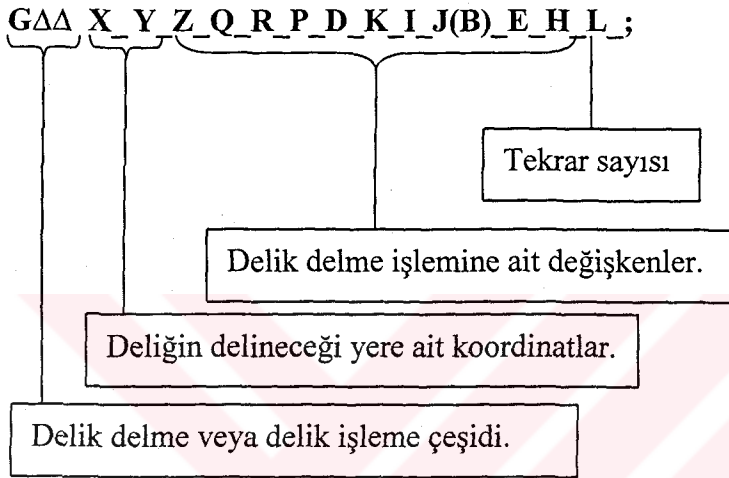 GΔΔ X_Y_Z_Q_R_P_D_K_I_J(B)_E_H_L_;
Tekrar sayısı
Delik delme işlemine ait değişkenler.
Deliğin delineceği yere ait koordinatlar.
Delik delme veya delik işleme çeşidi.